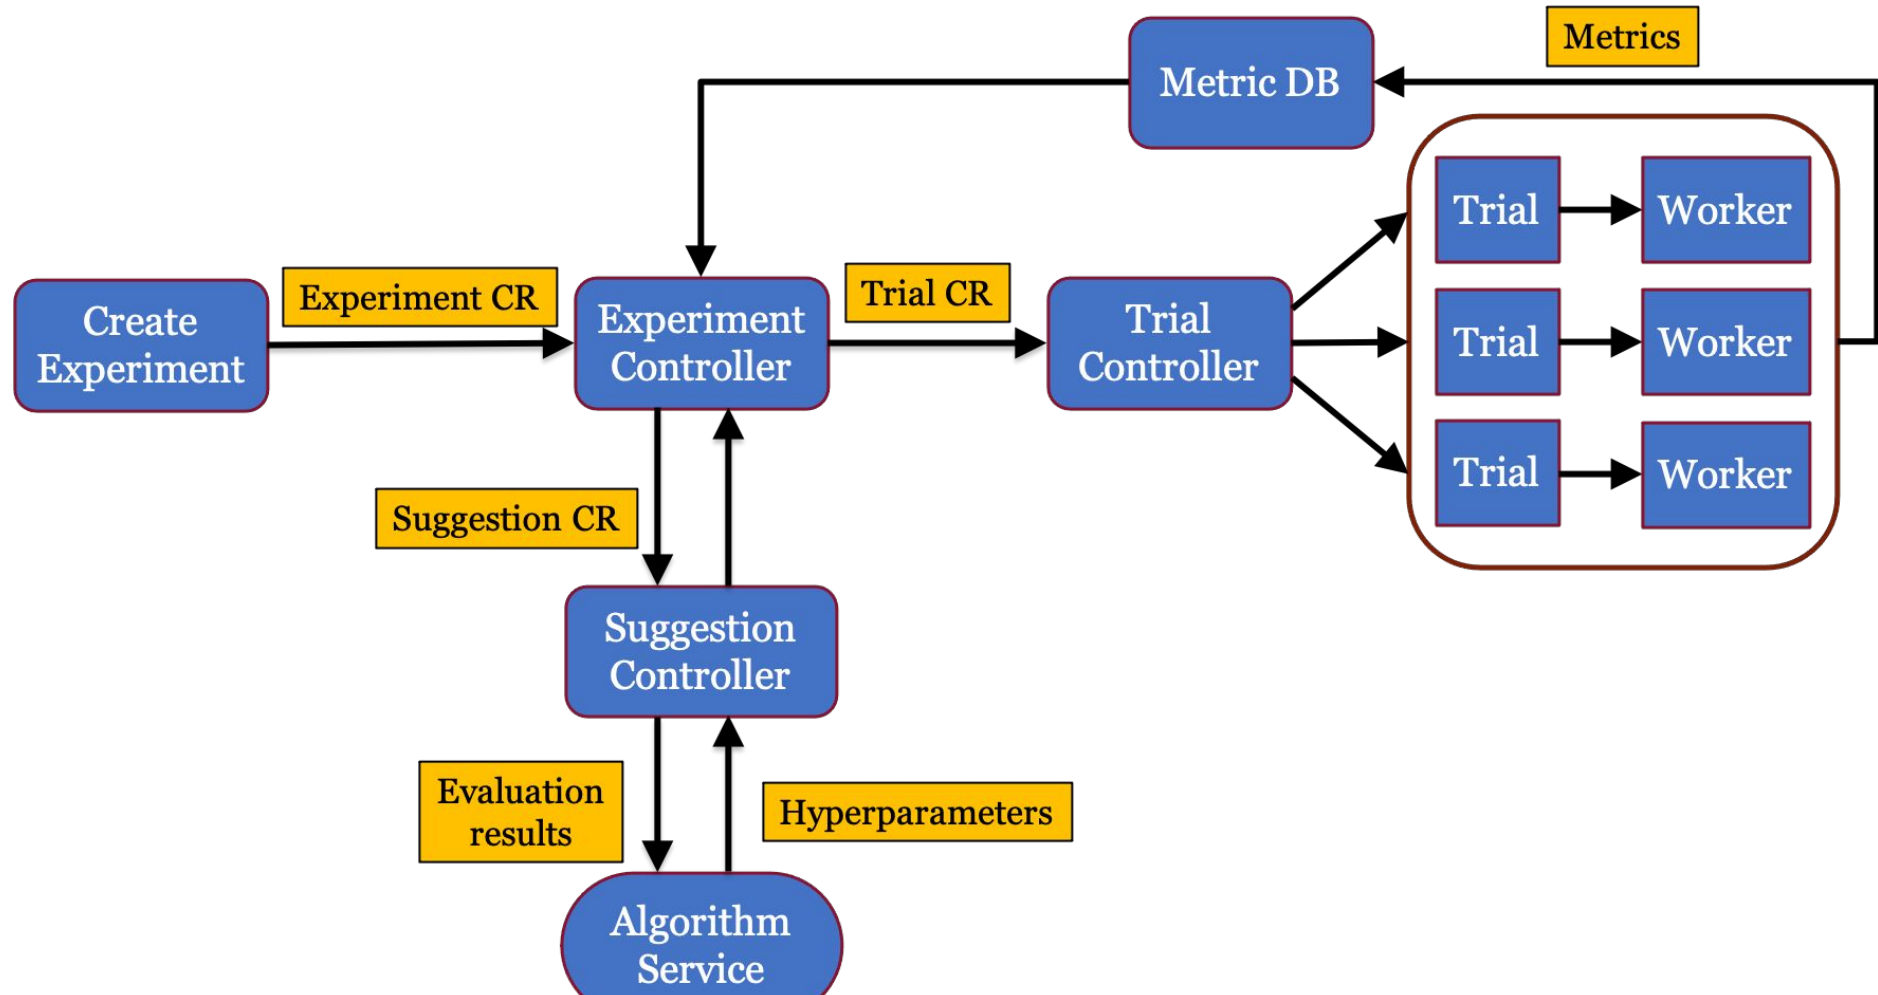 Metrics
Metric DB
Trial
Worker
Experiment CR
Trial CR
Create
Experiment
Experiment
Controller
Trial
Controller
Trial
Worker
Suggestion CR
Trial
Worker
Suggestion
Controller
Evaluation
results
Hyperparameters
Algorithm
Service